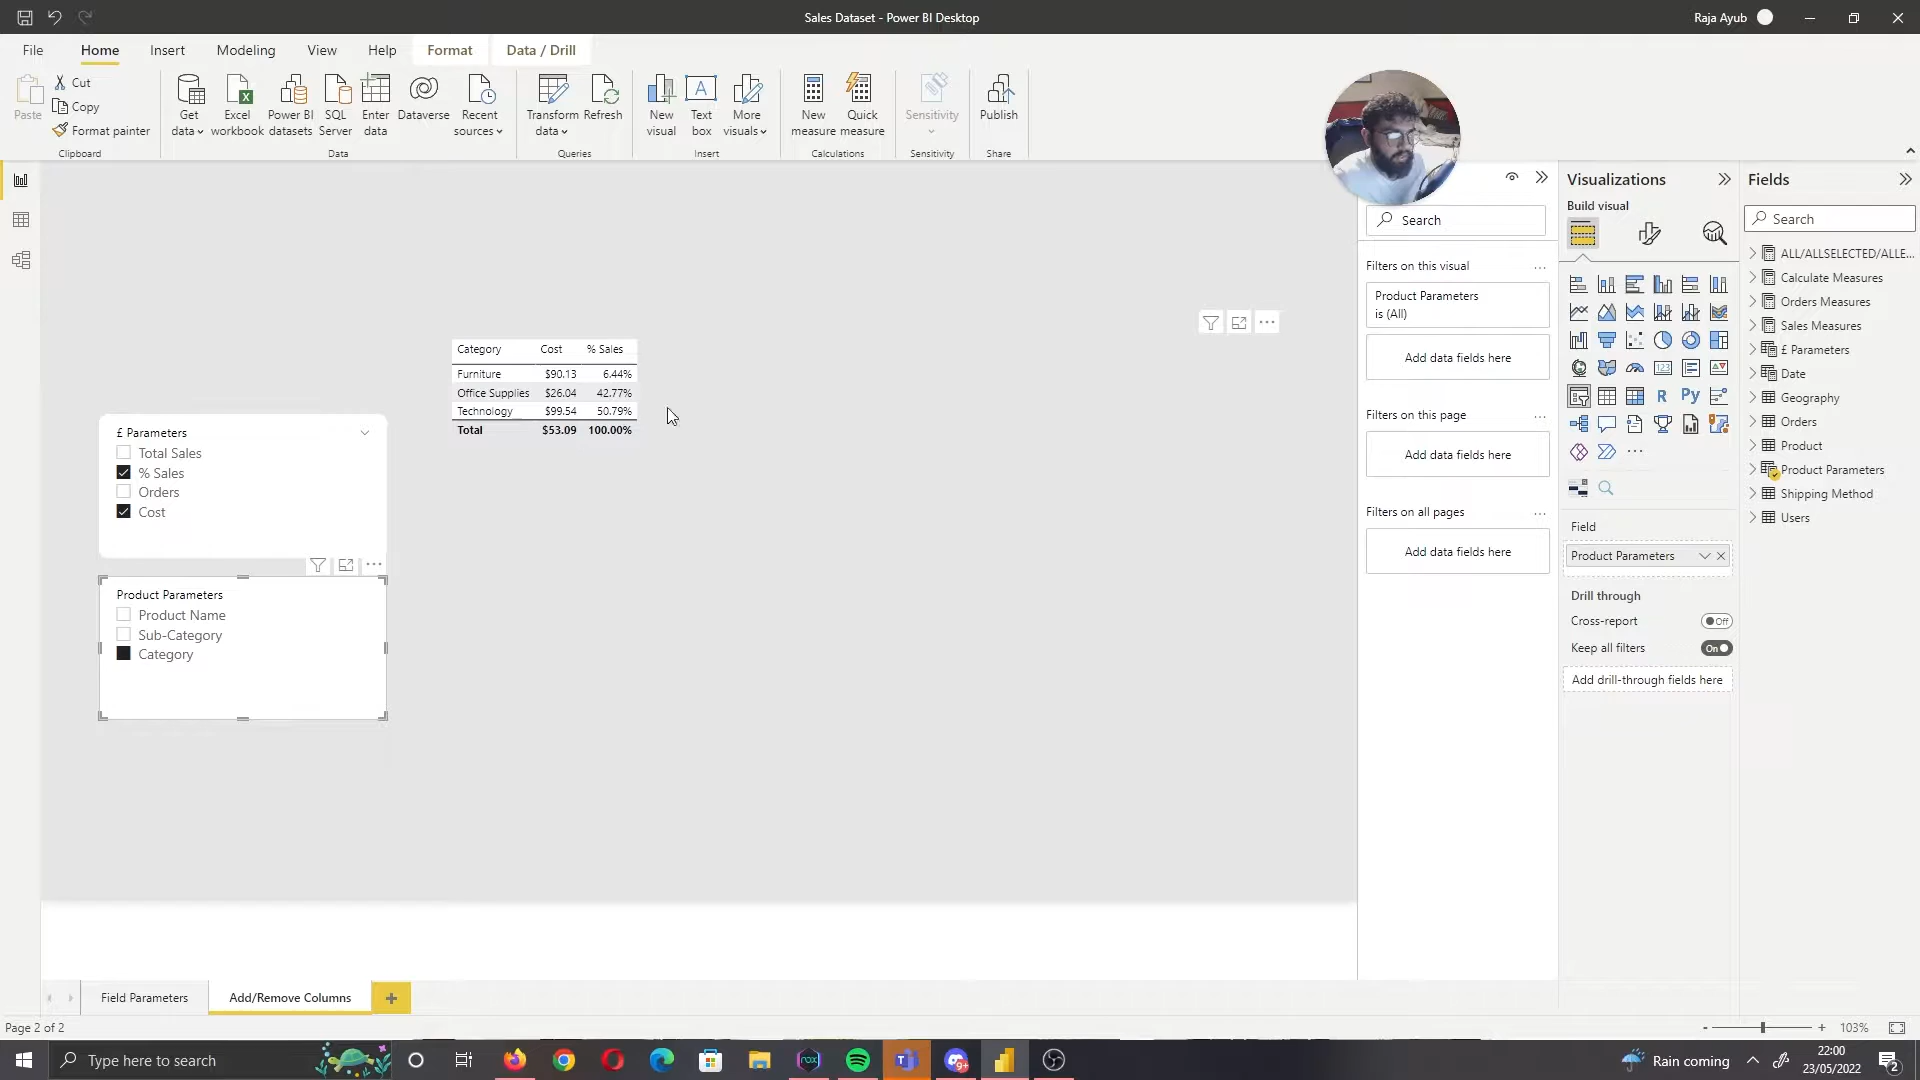 Sales Dataset - Power BI Desktop
Raja Ayub
File Home Insert Modeling View Help Format Data / Drill
Paste
Cut
Copy
Format painter
Clipboard
Get data
Excel workbook
Power BI datasets
SQL Server
Enter data
Dataverse
Recent sources
Data
Transform data
Refresh
Queries
New visual
Text box
More visuals
Insert
New measure
Quick measure
Calculations
Sensitivity
Sensitivity
Publish
Share
Category Cost % Sales
Furniture $90.13 6.44%
Office Supplies $26.04 42.77%
Technology $99.54 50.79%
Total $53.09 100.00%
£ Parameters
Total Sales
% Sales
Orders
Cost
Product Parameters
Product Name
Sub-Category
Category
Search
Filters on this visual
Product Parameters
is (All)
Add data fields here
Filters on this page
Add data fields here
Filters on all pages
Add data fields here
Visualizations
Build visual
R Py
123
Field
Product Parameters
Drill through
Cross-report Off
Keep all filters On
Add drill-through fields here
Fields
Search
ALL/ALLSELECTED/ALLE...
Calculate Measures
Orders Measures
Sales Measures
£ Parameters
Date
Geography
Orders
Product
Product Parameters
Shipping Method
Users
Field Parameters
Add/Remove Columns
Page 2 of 2
103%
Type here to search
nox
9+
Rain coming
22:00
23/05/2022
2